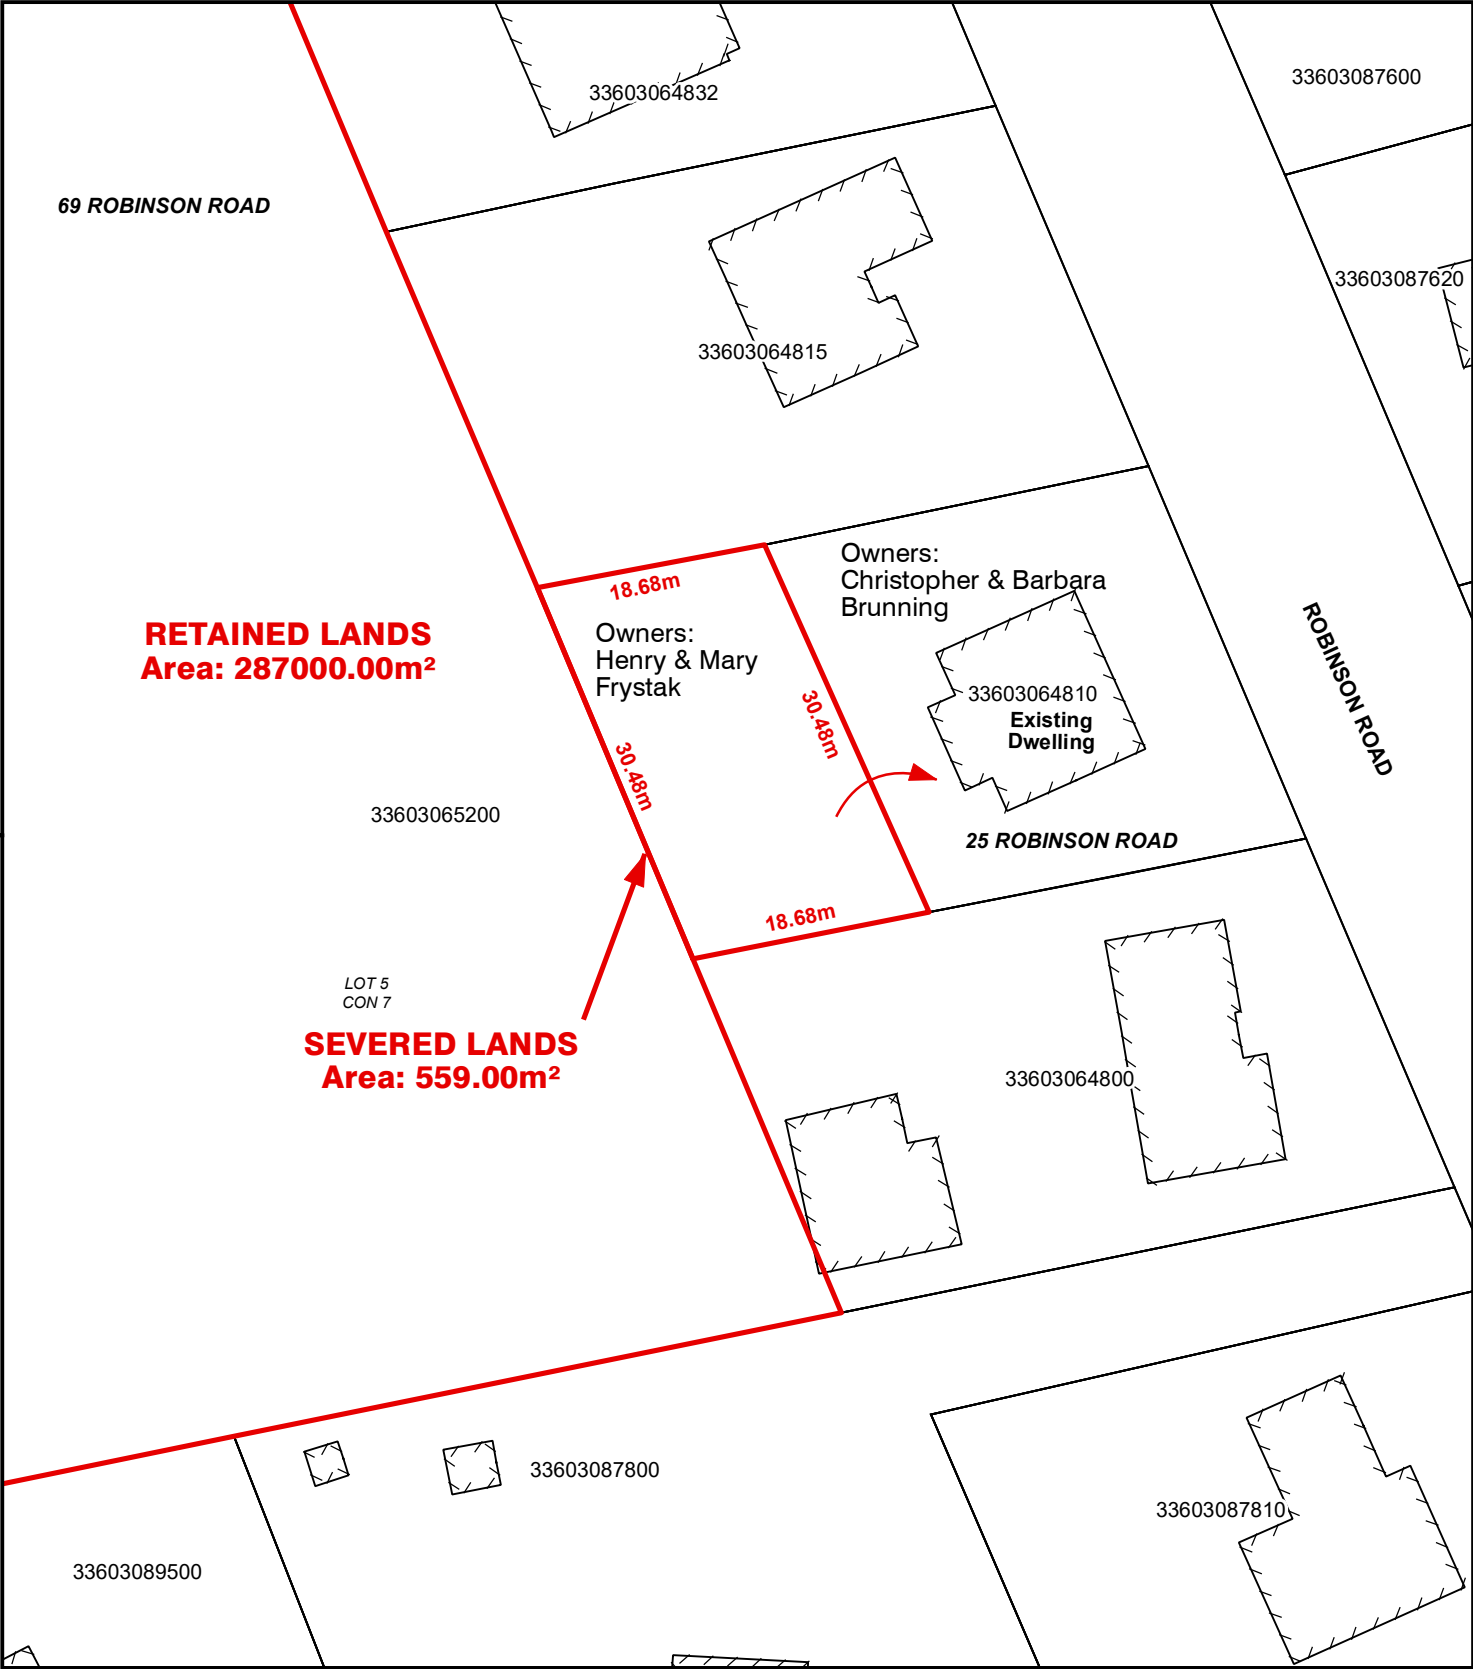 33603064832
33603087600
69 ROBINSON ROAD
33603087620
33603064815
Owners:
Christopher & Barbara
Brunning
18.68m
RETAINED LANDS
Area: 287000.00m²
Owners:
Henry & Mary
Frystak
30.48m
33603064810
Existing
Dwelling
ROBINSON ROAD
30.48m
33603065200
25 ROBINSON ROAD
18.68m
LOT 5
CON 7
SEVERED LANDS
Area: 559.00m²
33603064800
33603087800
33603087810
33603089500